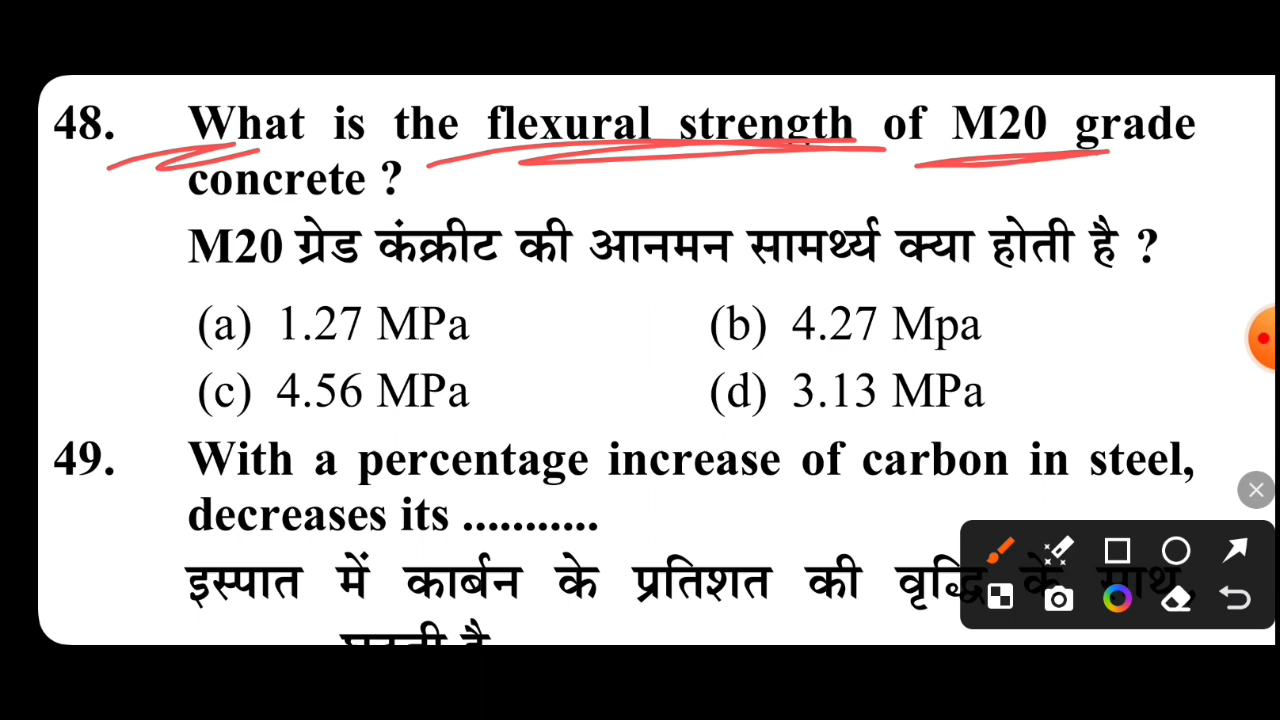 48. What is the flexural strength of M20 grade
concrete ?
M20 ग्रेड कंक्रीट की आनमन सामर्थ्य क्या होती है ?
(a) 1.27 MPa (b) 4.27 Mpa
(c) 4.56 MPa (d) 3.13 MPa
49. With a percentage increase of carbon in steel,
decreases its ...........
इस्पात में कार्बन के प्रतिशत की वृद्धि के साथ,